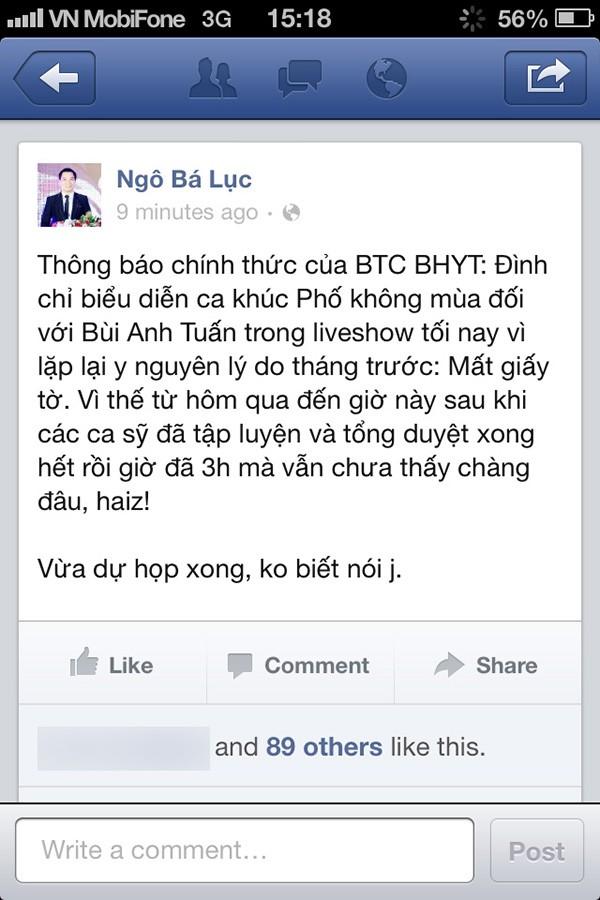 VN MobiFone 3G 15:18 56%
Ngô Bá Lục
9 minutes ago ·
Thông báo chính thức của BTC BHYT: Đình
chỉ biểu diễn ca khúc Phố không mùa đối
với Bùi Anh Tuấn trong liveshow tối nay vì
lặp lại y nguyên lý do tháng trước: Mất giấy
tờ. Vì thế từ hôm qua đến giờ này sau khi
các ca sỹ đã tập luyện và tổng duyệt xong
hết rồi giờ đã 3h mà vẫn chưa thấy chàng
đâu, haiz!
Vừa dự họp xong, ko biết nói j.
Like Comment Share
and 89 others like this.
Write a comment...
Post